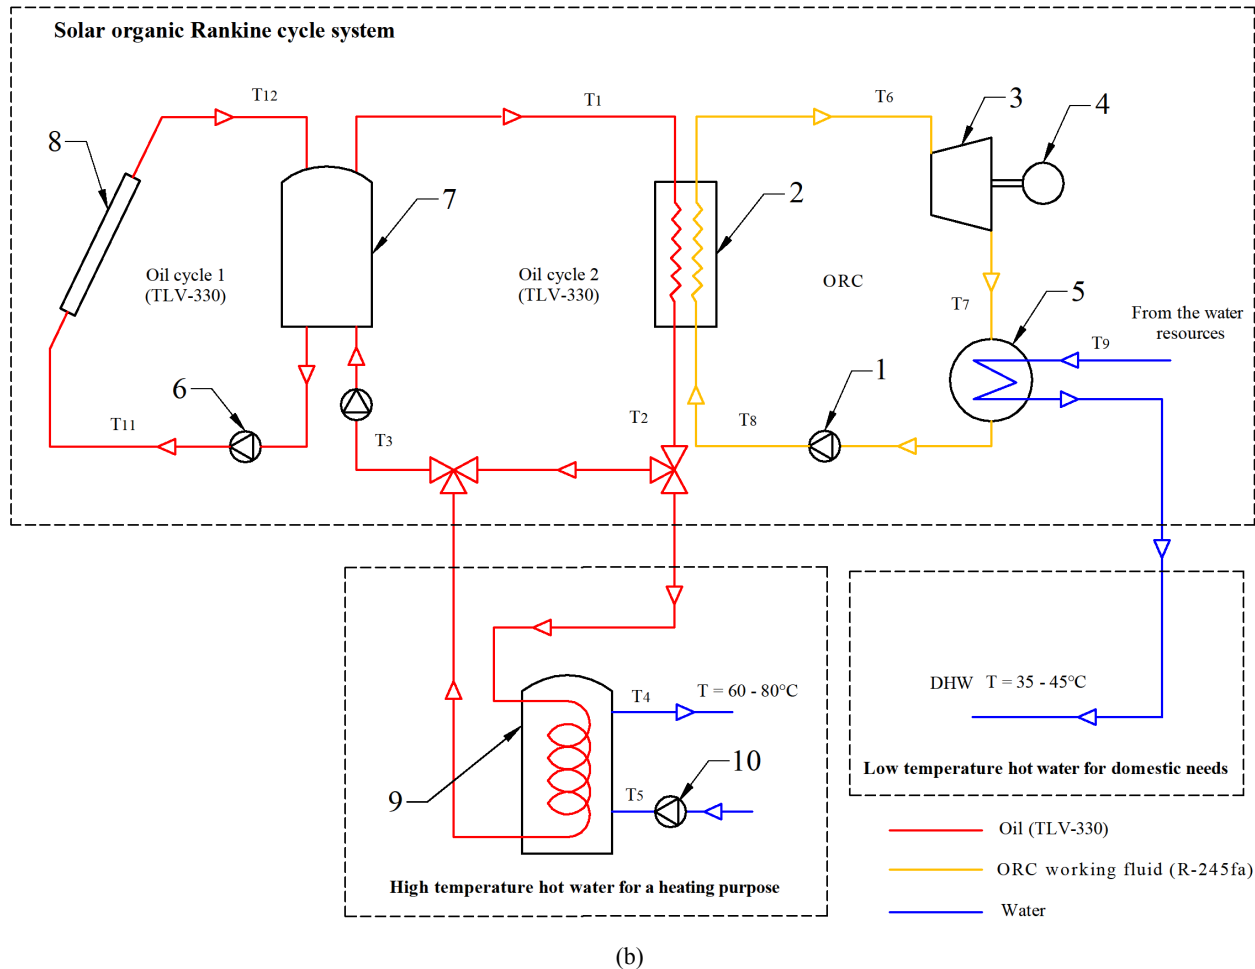 Solar organic Rankine cycle system
T12
T1
T6
3
4
8
7
2
Oil cycle 1
(TLV-330)
Oil cycle 2
(TLV-330)
ORC
T7
5
From the water
resources
T9
6
1
T11
T3
T2
T8
T4
T = 60 - 80°C
DHW T = 35 - 45°C
9
T5
10
Low temperature hot water for domestic needs
High temperature hot water for a heating purpose
Oil (TLV-330)
ORC working fluid (R-245fa)
Water
(b)